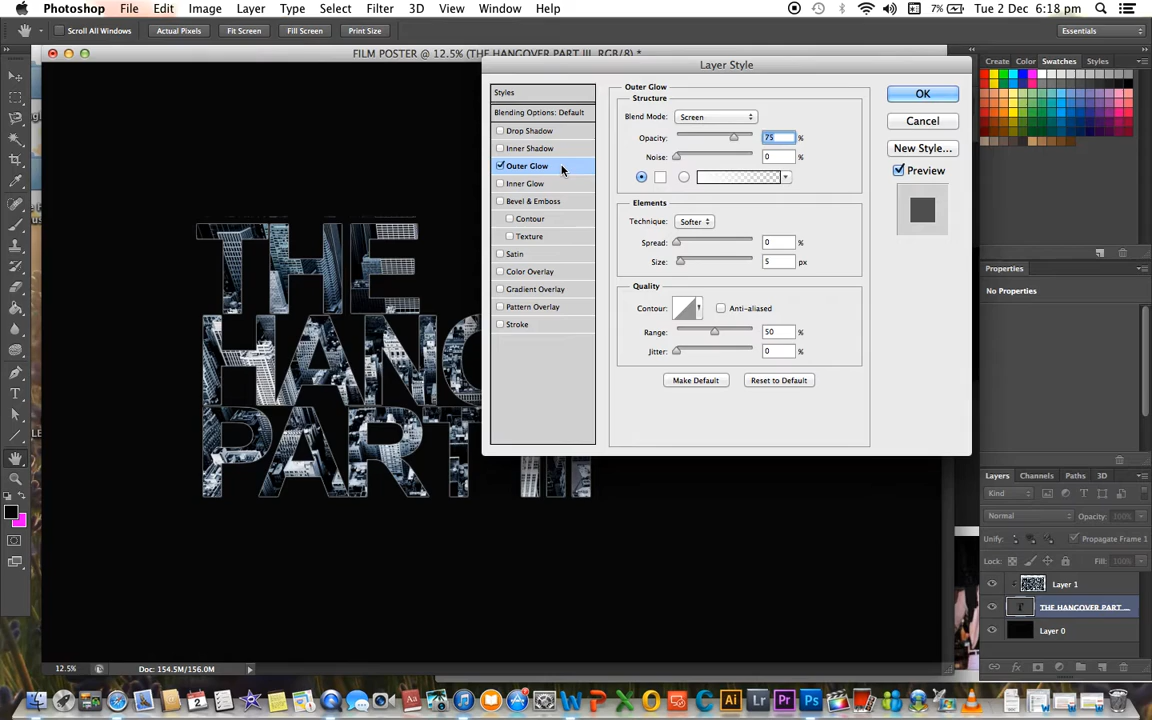 Photoshop File Edit Image Layer Type Select Filter 3D View Window Help 7% Tue 2 Dec 6:18 pm
Scroll All Windows Actual Pixels Fit Screen Fill Screen Print Size Essentials
FILM POSTER @ 12.5% (THE HANGOVER PART III, RGB/8) *
Layer Style
Color Swatches Styles
Styles
Blending Options: Default
Drop Shadow
Inner Shadow
Outer Glow
Inner Glow
Bevel & Emboss
Contour
Texture
Satin
Color Overlay
Gradient Overlay
Pattern Overlay
Stroke
Outer Glow
Structure
Blend Mode: Screen
Opacity: 75 %
Noise: 0 %
Elements
Technique: Softer
Spread: 0 %
Size: 5 px
Quality
Contour: Anti-aliased
Range: 50 %
Jitter: 0 %
Make Default Reset to Default
OK
Cancel
New Style...
Preview
THE
HANG
PART III
Properties
No Properties
Layers Channels Paths 3D
Kind
Normal Opacity: 100%
Unify: Propagate Frame 1
Lock: Fill: 100%
Layer 1
THE HANGOVER PART ...
Layer 0
12.5% Doc: 154.5M/156.0M